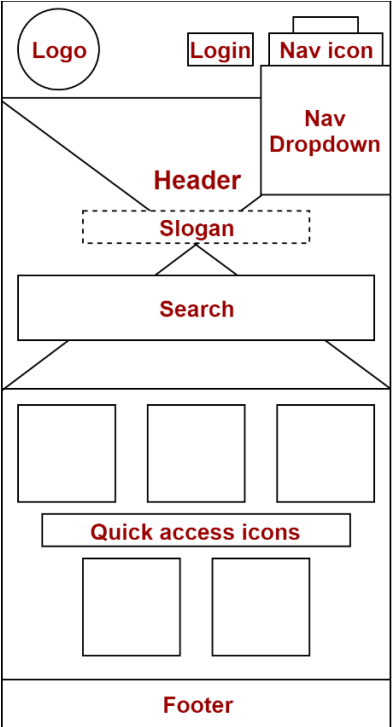 Logo
Login
Nav icon
Nav
Dropdown
Header
Slogan
Search
Quick access icons
Footer